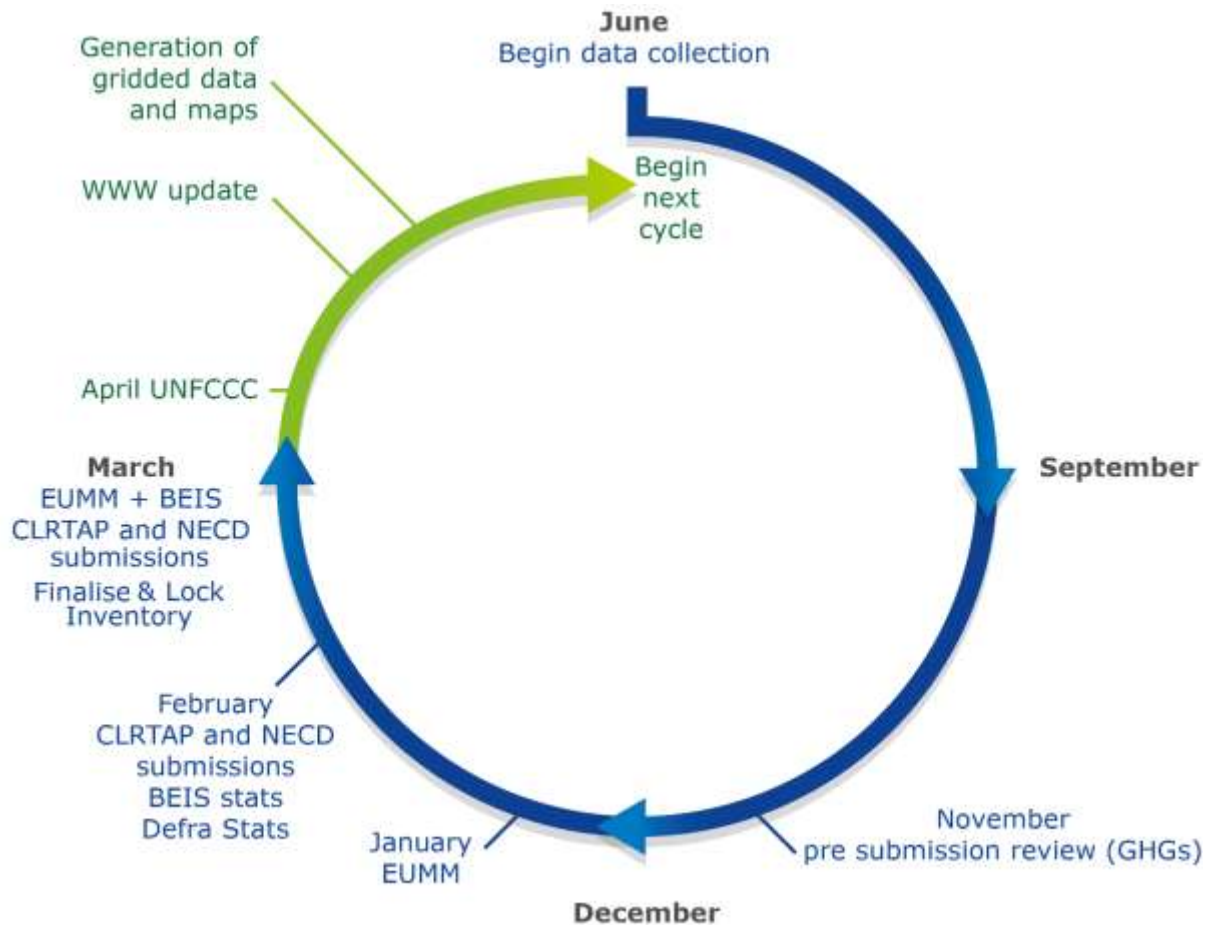 June
Begin data collection
Generation of
gridded data
and maps
Begin
next
cycle
WWW update
April UNFCCC
March
EUMM + BEIS
CLRTAP and NECD
submissions
Finalise & Lock
Inventory
September
February
CLRTAP and NECD
submissions
BEIS stats
Defra Stats
January
EUMM
November
pre submission review (GHGs)
December